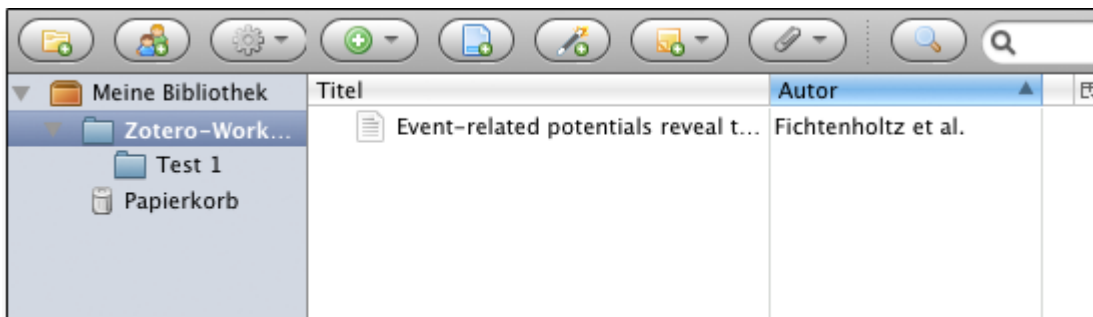 Meine Bibliothek
Titel
Autor
Zotero-Work...
Event-related potentials reveal t...
Fichtenholtz et al.
Test 1
Papierkorb